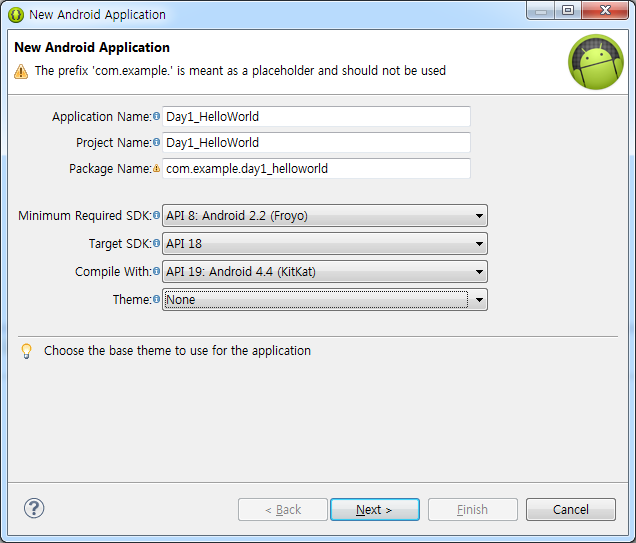 New Android Application
New Android Application
The prefix 'com.example.' is meant as a placeholder and should not be used
Application Name: Day1_HelloWorld
Project Name: Day1_HelloWorld
Package Name: com.example.day1_helloworld
Minimum Required SDK: API 8: Android 2.2 (Froyo)
Target SDK: API 18
Compile With: API 19: Android 4.4 (KitKat)
Theme: None
Choose the base theme to use for the application
? < Back Next > Finish Cancel